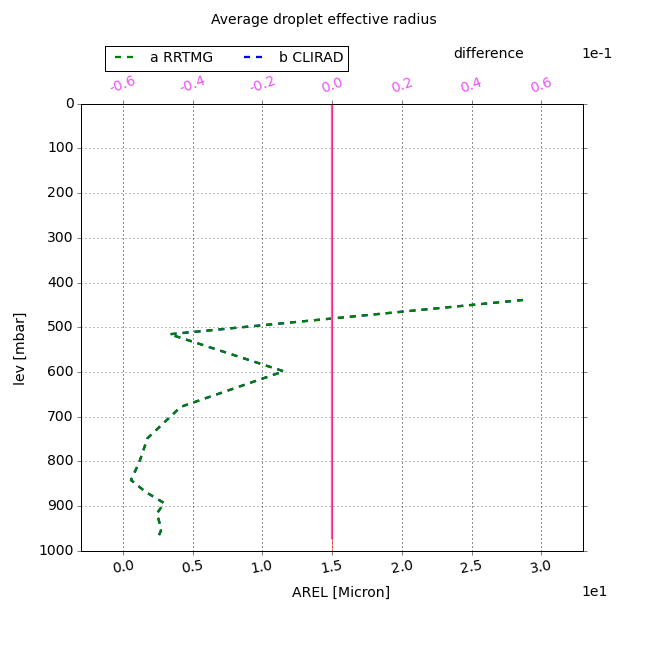 Average droplet effective radius
a RRTMG b CLIRAD difference 1e-1
-0.6 -0.4 -0.2 0.0 0.2 0.4 0.6
0
100
200
300
400
500
600
700
800
900
1000
lev [mbar]
0.0 0.5 1.0 1.5 2.0 2.5 3.0
AREL [Micron] 1e1